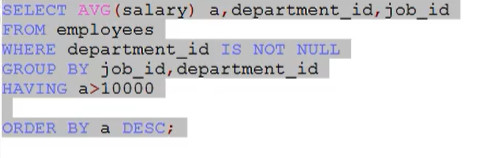 SELECT AVG(salary) a,department_id,job_id
FROM employees
WHERE department_id IS NOT NULL
GROUP BY job_id,department_id
HAVING a>10000
ORDER BY a DESC;